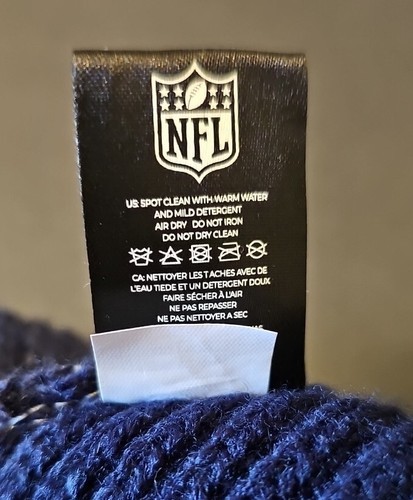 NFL
US: SPOT CLEAN WITH WARM WATER
AND MILD DETERGENT
AIR DRY DO NOT IRON
DO NOT DRY CLEAN
CA: NETTOYER LES TACHES AVEC DE
L'EAU TIEDE ET UN DETERGENT DOUX
FAIRE SÉCHER À L'AIR
NE PAS REPASSER
NE PAS NETTOYER A SEC